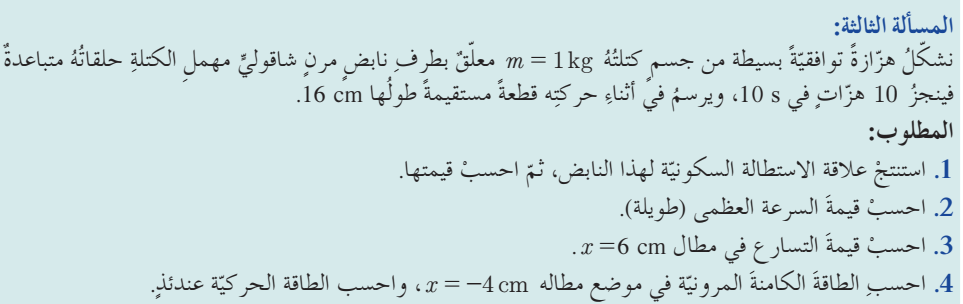 المسألة الثالثة:
نشكّلُ هزّازةً توافقيّةً بسيطة من جسمٍ كتلتُهُ m = 1 kg معلّقٌ بطرفِ نابضٍ مرنٍ شاقوليٍّ مهملِ الكتلةِ حلقاتُهُ متباعدةٌ
فينجزُ 10 هزّاتٍ في 10 s، ويرسمُ في أثناءِ حركتِه قطعةً مستقيمةً طولُها 16 cm.
المطلوب:
1. استنتجْ علاقة الاستطالة السكونيّة لهذا النابض، ثمّ احسبْ قيمتها.
2. احسبْ قيمةَ السرعة العظمى (طويلة).
3. احسبْ قيمةَ التسارع في مطال x = 6 cm.
4. احسبِ الطاقةَ الكامنةَ المرونيّة في موضع مطاله x = −4 cm، واحسب الطاقة الحركيّة عندئذٍ.